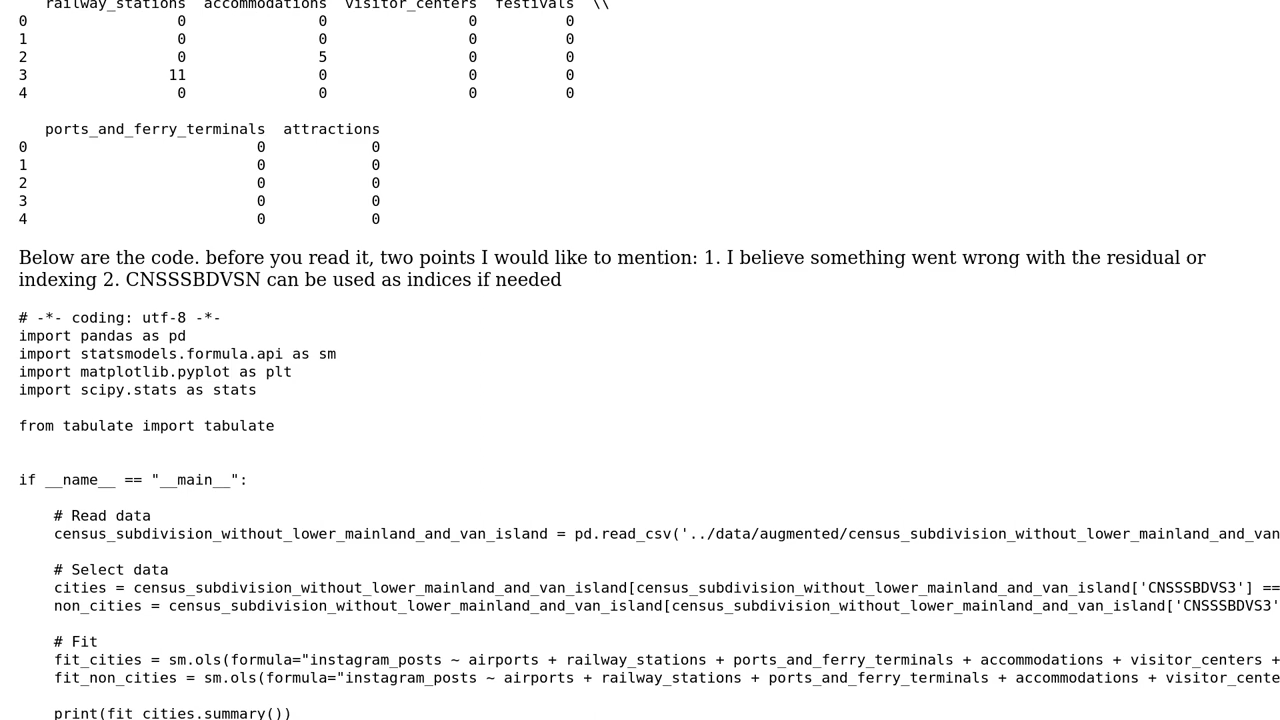 railway_stations  accommodations  visitor_centers  festivals  \\
0                 0               0                0          0
1                 0               0                0          0
2                 0               5                0          0
3                11               0                0          0
4                 0               0                0          0
   ports_and_ferry_terminals  attractions
0                          0            0
1                          0            0
2                          0            0
3                          0            0
4                          0            0
Below are the code. before you read it, two points I would like to mention: 1. I believe something went wrong with the residual or
indexing 2. CNSSSBDVSN can be used as indices if needed
# -*- coding: utf-8 -*-
import pandas as pd
import statsmodels.formula.api as sm
import matplotlib.pyplot as plt
import scipy.stats as stats
from tabulate import tabulate
if __name__ == "__main__":
    # Read data
    census_subdivision_without_lower_mainland_and_van_island = pd.read_csv('../data/augmented/census_subdivision_without_lower_mainland_and_van
    # Select data
    cities = census_subdivision_without_lower_mainland_and_van_island[census_subdivision_without_lower_mainland_and_van_island['CNSSSBDVS3'] ==
    non_cities = census_subdivision_without_lower_mainland_and_van_island[census_subdivision_without_lower_mainland_and_van_island['CNSSSBDVS3'
    # Fit
    fit_cities = sm.ols(formula="instagram_posts ~ airports + railway_stations + ports_and_ferry_terminals + accommodations + visitor_centers +
    fit_non_cities = sm.ols(formula="instagram_posts ~ airports + railway_stations + ports_and_ferry_terminals + accommodations + visitor_cente
    print(fit_cities.summary())